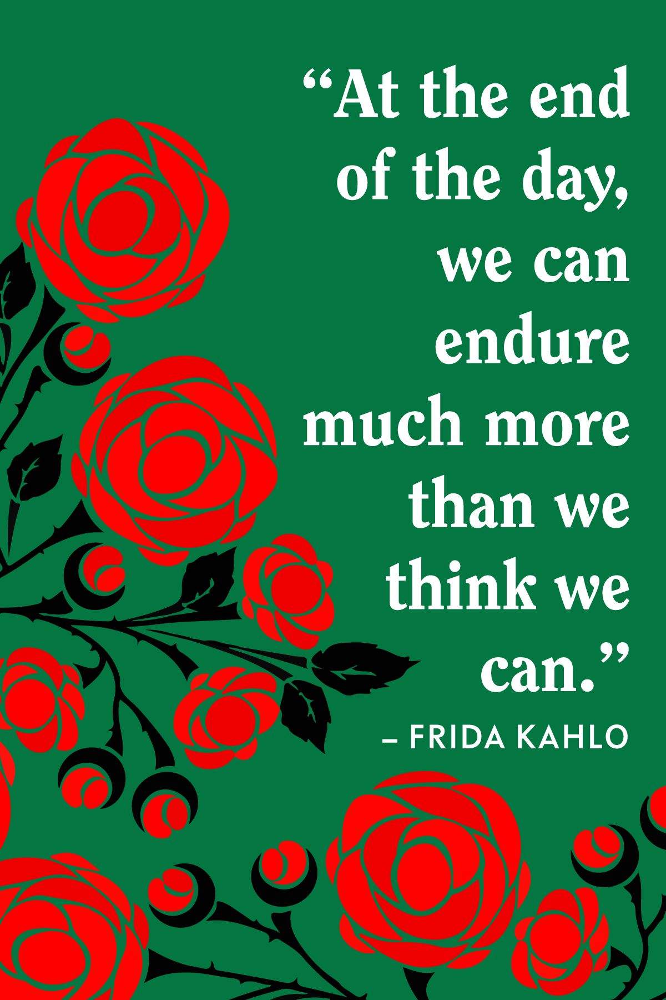 “At the end
of the day,
we can
endure
much more
than we
think we
can.”
– FRIDA KAHLO